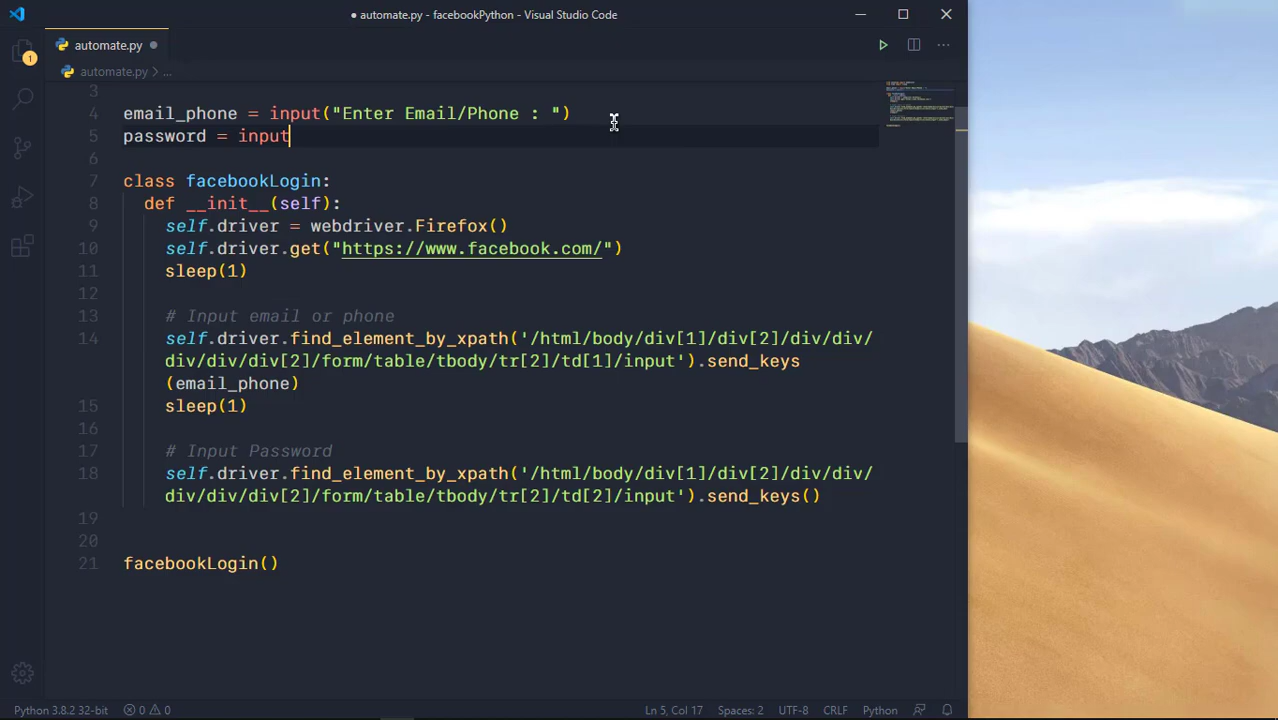 ● automate.py - facebookPython - Visual Studio Code
automate.py ●
automate.py > ...
3
4 email_phone = input("Enter Email/Phone : ")
5 password = input
6
7 class facebookLogin:
8 def __init__(self):
9 self.driver = webdriver.Firefox()
10 self.driver.get("https://www.facebook.com/")
11 sleep(1)
12
13 # Input email or phone
14 self.driver.find_element_by_xpath('/html/body/div[1]/div[2]/div/div/
div/div/div[2]/form/table/tbody/tr[2]/td[1]/input').send_keys
(email_phone)
15 sleep(1)
16
17 # Input Password
18 self.driver.find_element_by_xpath('/html/body/div[1]/div[2]/div/div/
div/div/div[2]/form/table/tbody/tr[2]/td[2]/input').send_keys()
19
20
21 facebookLogin()
1
Python 3.8.2 32-bit 0 0 Ln 5, Col 17 Spaces: 2 UTF-8 CRLF Python